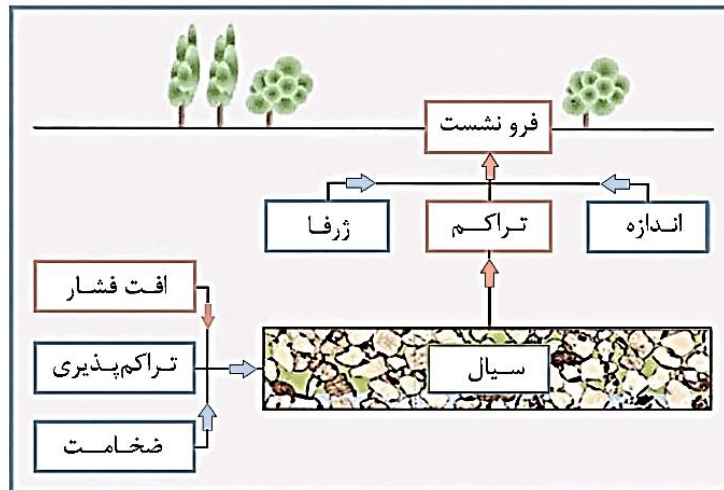 فرو نشست
اندازه
تراکم
ژرفا
افت فشار
تراکم‌پذیری
سیال
ضخامت